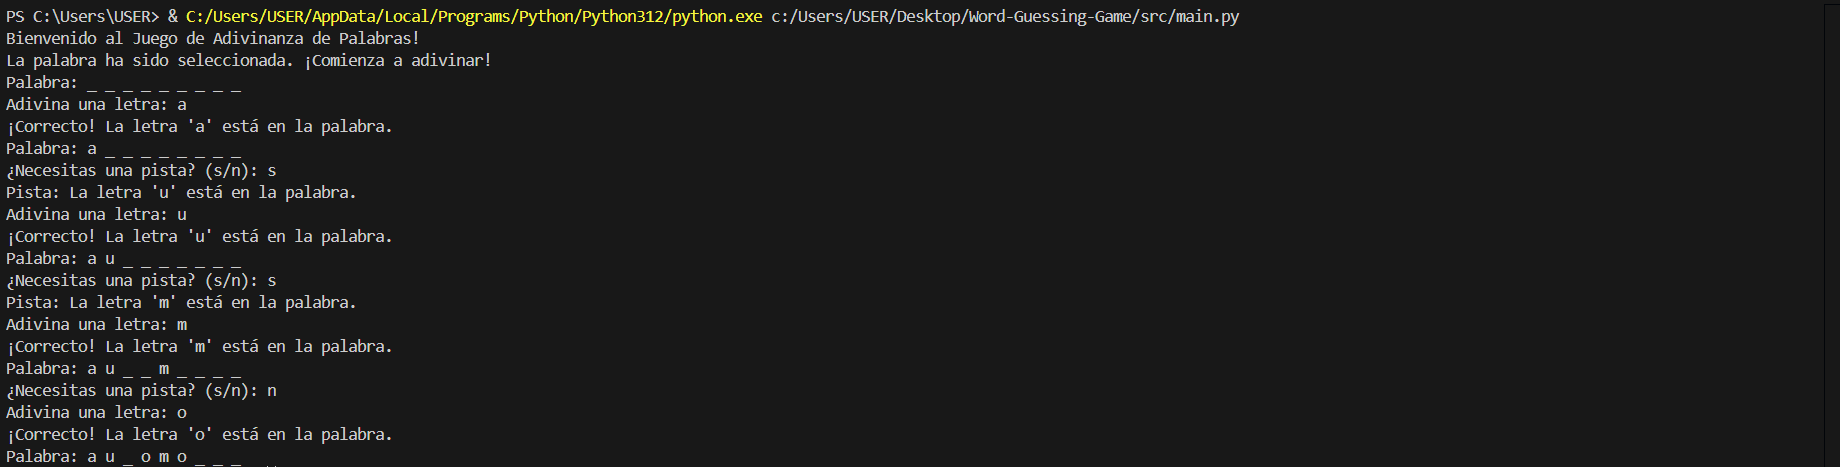 PS C:\Users\USER> & C:/Users/USER/AppData/Local/Programs/Python/Python312/python.exe c:/Users/USER/Desktop/Word-Guessing-Game/src/main.py
Bienvenido al Juego de Adivinanza de Palabras!
La palabra ha sido seleccionada. ¡Comienza a adivinar!
Palabra: _ _ _ _ _ _ _ _ _
Adivina una letra: a
¡Correcto! La letra 'a' está en la palabra.
Palabra: a _ _ _ _ _ _ _ _
¿Necesitas una pista? (s/n): s
Pista: La letra 'u' está en la palabra.
Adivina una letra: u
¡Correcto! La letra 'u' está en la palabra.
Palabra: a u _ _ _ _ _ _ _
¿Necesitas una pista? (s/n): s
Pista: La letra 'm' está en la palabra.
Adivina una letra: m
¡Correcto! La letra 'm' está en la palabra.
Palabra: a u _ _ m _ _ _ _
¿Necesitas una pista? (s/n): n
Adivina una letra: o
¡Correcto! La letra 'o' está en la palabra.
Palabra: a u _ o m o _ _ _